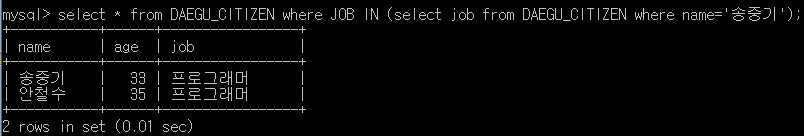 mysql> select * from DAEGU_CITIZEN where JOB IN (select job from DAEGU_CITIZEN where name='송중기');
+-----------+------+------------------+
| name | age | job |
+-----------+------+------------------+
| 송중기 | 33 | 프로그래머 |
| 안철수 | 35 | 프로그래머 |
+-----------+------+------------------+
2 rows in set (0.01 sec)